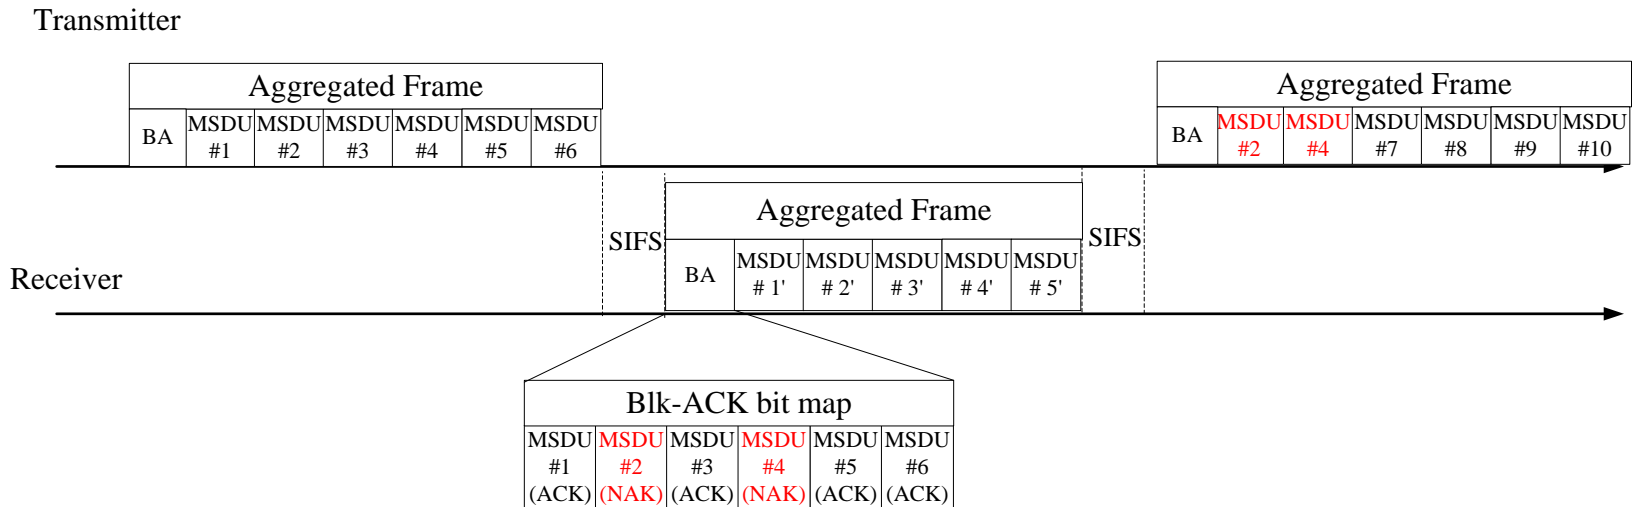 Transmitter
Aggregated Frame
BA
MSDU
#1
MSDU
#2
MSDU
#3
MSDU
#4
MSDU
#5
MSDU
#6
Aggregated Frame
BA
MSDU
#2
MSDU
#4
MSDU
#7
MSDU
#8
MSDU
#9
MSDU
#10
SIFS
Aggregated Frame
BA
MSDU
# 1'
MSDU
# 2'
MSDU
# 3'
MSDU
# 4'
MSDU
# 5'
SIFS
Receiver
Blk-ACK bit map
MSDU
#1
(ACK)
MSDU
#2
(NAK)
MSDU
#3
(ACK)
MSDU
#4
(NAK)
MSDU
#5
(ACK)
MSDU
#6
(ACK)